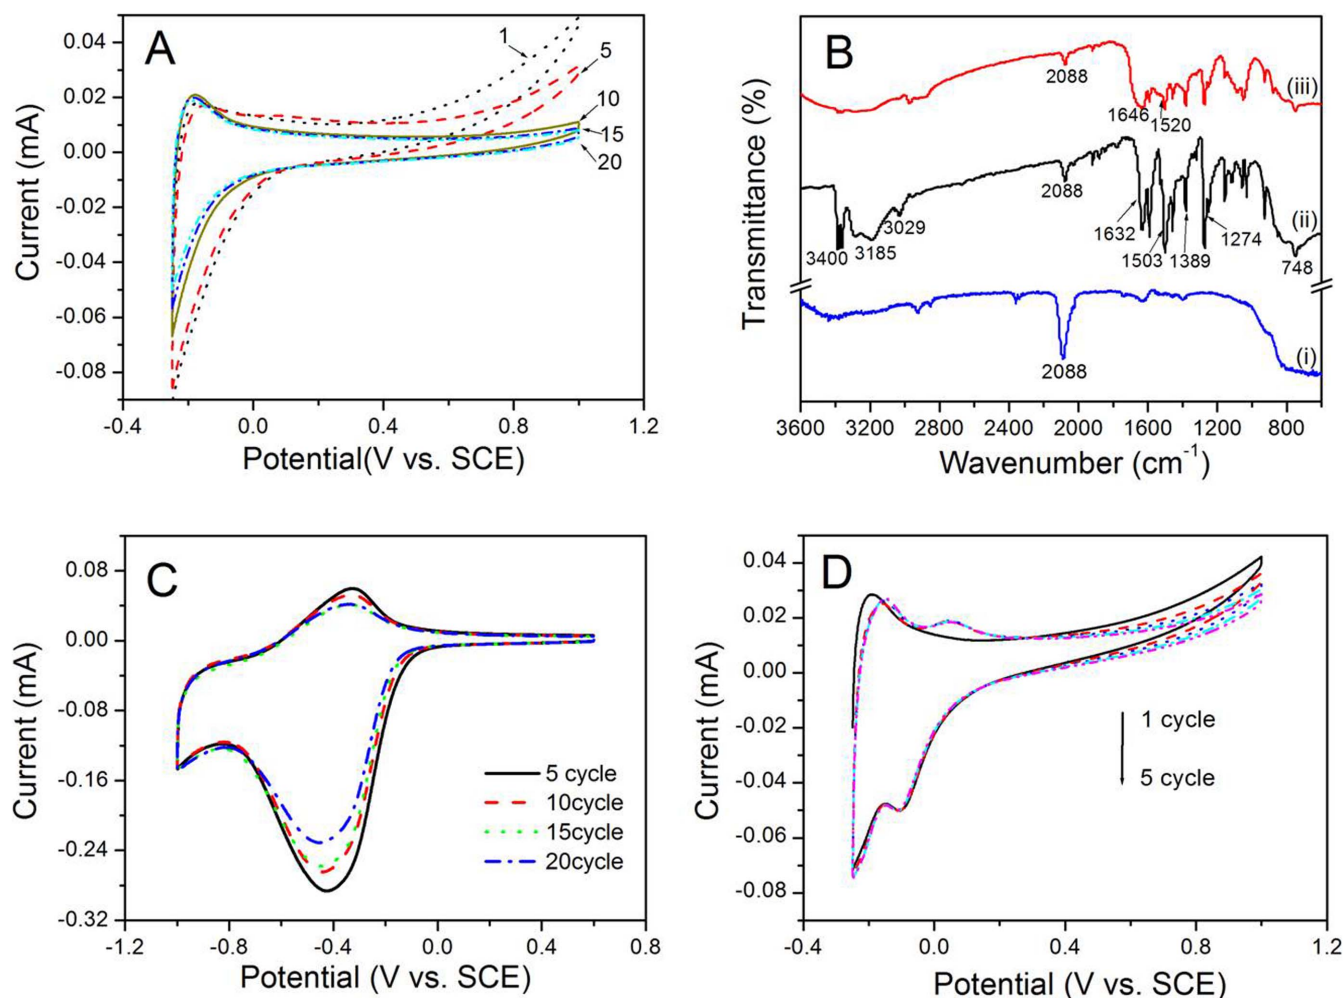 A
Current (mA)
0.04
0.02
0.00
-0.02
-0.04
-0.06
-0.08
1
5
10
15
20
-0.4
0.0
0.4
0.8
1.2
Potential(V vs. SCE)
B
Transmittance (%)
2088
1646
1520
(iii)
2088
(ii)
3400
3185
3029
1632
1503
1389
1274
748
2088
(i)
3600
3200
2800
2400
2000
1600
1200
800
Wavenumber (cm⁻¹)
C
Current (mA)
0.08
0.00
-0.08
-0.16
-0.24
-0.32
5 cycle
10cycle
15cycle
20cycle
-1.2
-0.8
-0.4
0.0
0.4
0.8
Potential (V vs. SCE)
D
Current (mA)
0.04
0.02
0.00
-0.02
-0.04
-0.06
-0.08
1 cycle
5 cycle
-0.4
0.0
0.4
0.8
1.2
Potential (V vs. SCE)